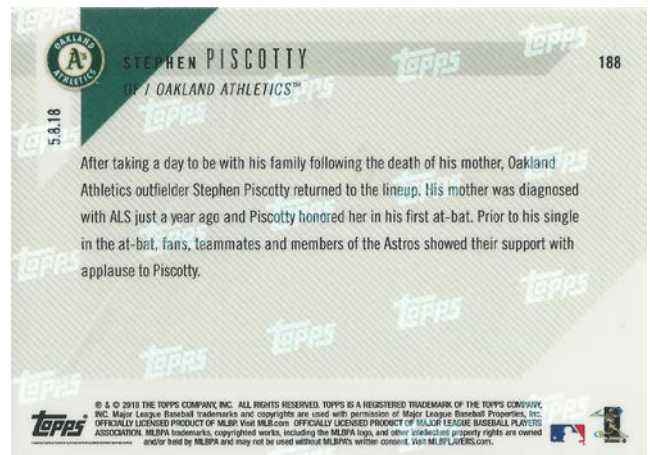 OAKLAND
A's
ATHLETICS
STEPHEN PISCOTTY
188
OF / OAKLAND ATHLETICS™
5.8.18
After taking a day to be with his family following the death of his mother, Oakland
Athletics outfielder Stephen Piscotty returned to the lineup. His mother was diagnosed
with ALS just a year ago and Piscotty honored her in his first at-bat. Prior to his single
in the at-bat, fans, teammates and members of the Astros showed their support with
applause to Piscotty.
Topps
® & © 2018 THE TOPPS COMPANY, INC. ALL RIGHTS RESERVED. TOPPS IS A REGISTERED TRADEMARK OF THE TOPPS COMPANY,
INC. Major League Baseball trademarks and copyrights are used with permission of Major League Baseball Properties, Inc.
OFFICIALLY LICENSED PRODUCT OF MLBP. Visit MLB.com OFFICIALLY LICENSED PRODUCT OF MAJOR LEAGUE BASEBALL PLAYERS
ASSOCIATION. MLBPA trademarks, copyrighted works, including the MLBPA logo, and other intellectual property rights are owned
and/or held by MLBPA and may not be used without MLBPA's written consent. Visit MLBPLAYERS.com.